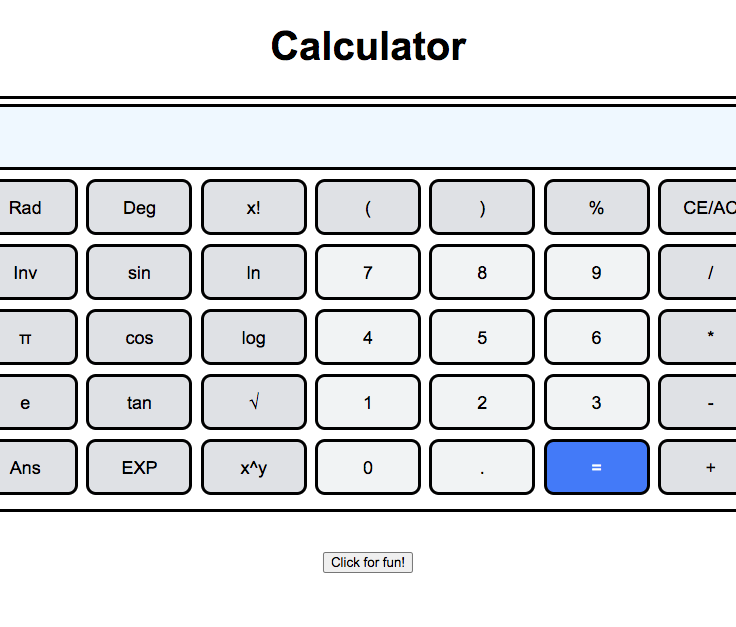 Calculator
Rad Deg x! ( ) % CE/AC
Inv sin ln 7 8 9 /
π cos log 4 5 6 *
e tan √ 1 2 3 -
Ans EXP x^y 0 . = +
Click for fun!